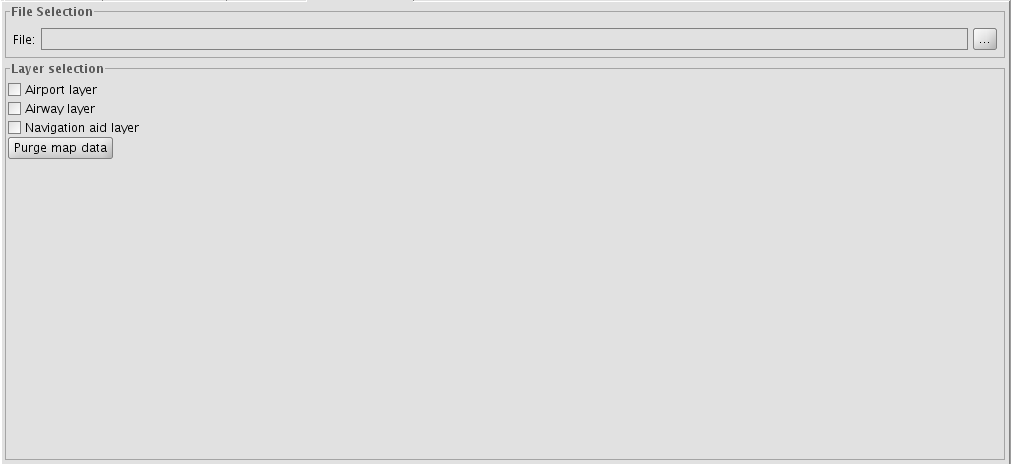 File Selection
File:
...
Layer selection
Airport layer
Airway layer
Navigation aid layer
Purge map data